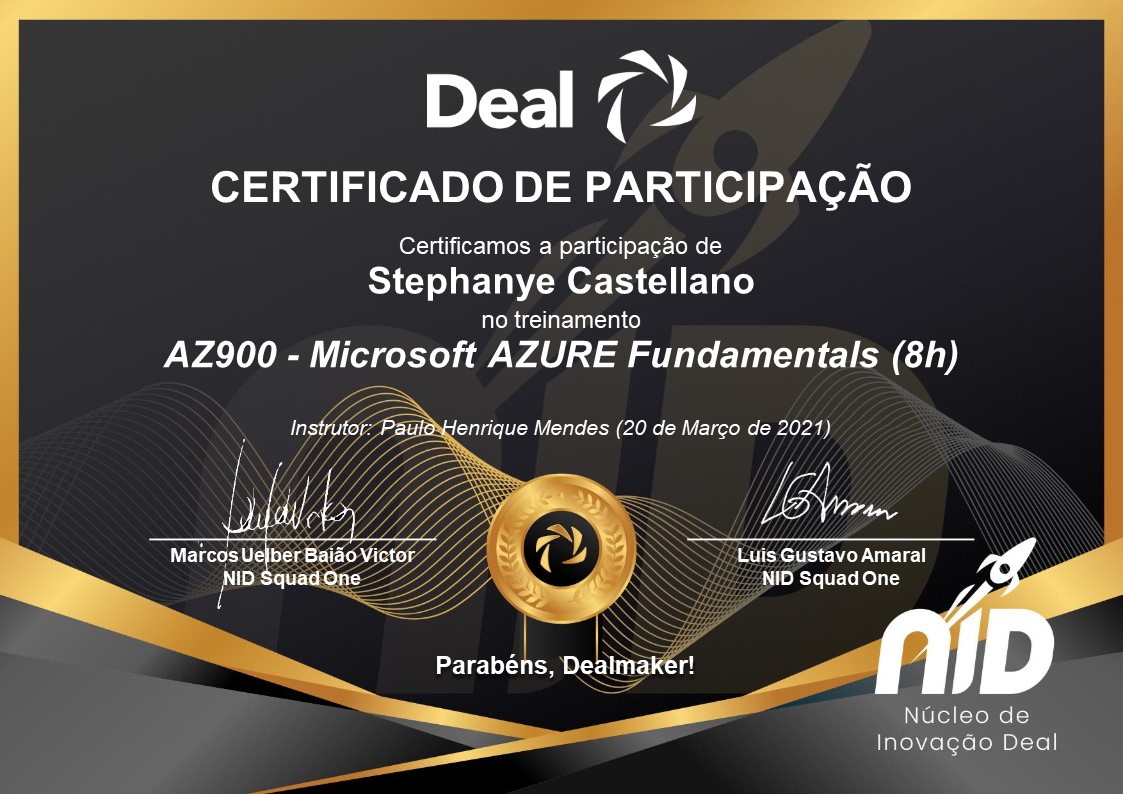 Deal
CERTIFICADO DE PARTICIPAÇÃO
Certificamos a participação de
Stephanye Castellano
no treinamento
AZ900 - Microsoft AZURE Fundamentals (8h)
Instrutor: Paulo Henrique Mendes (20 de Março de 2021)
Marcos Uelber Baião Victor
NID Squad One
Luis Gustavo Amaral
NID Squad One
Parabéns, Dealmaker!
NID
Núcleo de
Inovação Deal